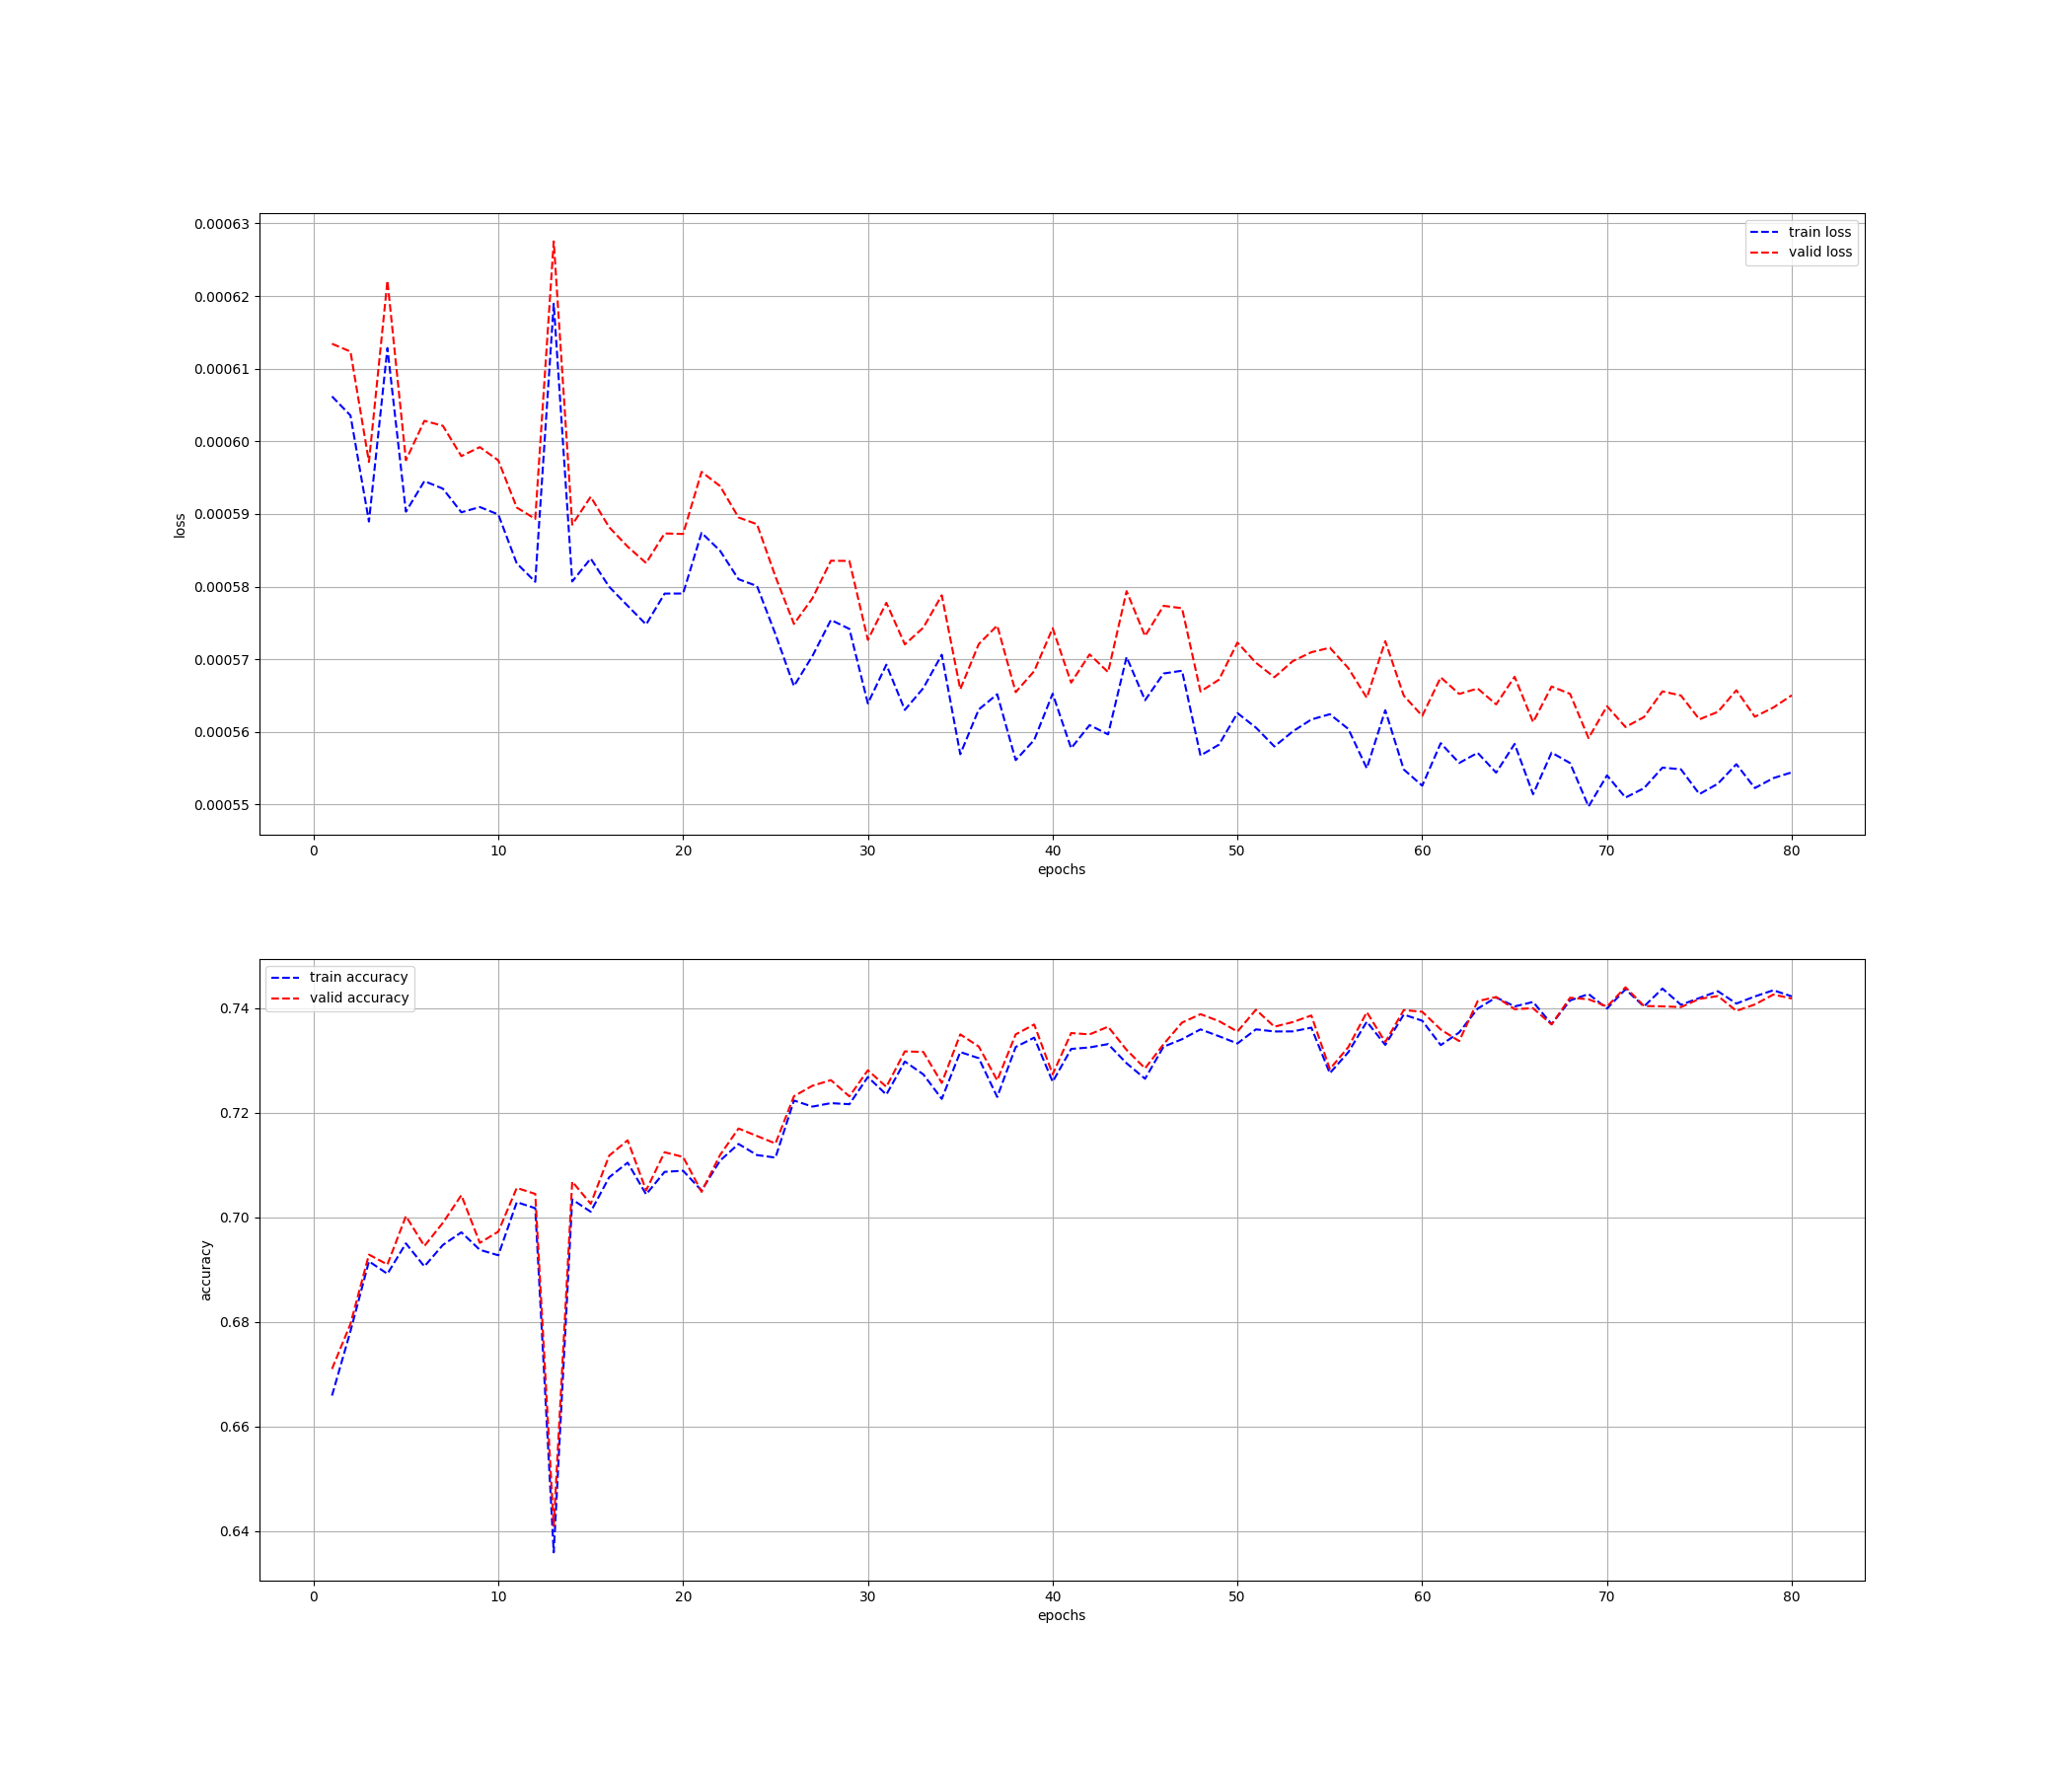 0.00063
train loss
valid loss
0.00062
0.00061
0.00060
0.00059
loss
0.00058
0.00057
0.00056
0.00055
0 10 20 30 40 50 60 70 80
epochs
train accuracy
valid accuracy
0.74
0.72
0.70
accuracy
0.68
0.66
0.64
0 10 20 30 40 50 60 70 80
epochs